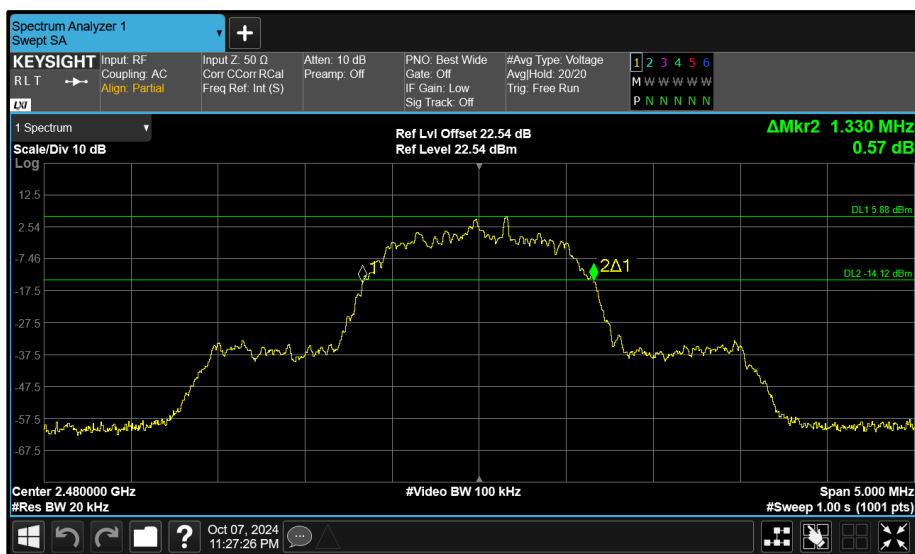 Spectrum Analyzer 1
Swept SA
+
KEYSIGHT
R L T
LXI
Input: RF
Coupling: AC
Align: Partial
Input Z: 50 Ω
Corr CCorr RCal
Freq Ref: Int (S)
Atten: 10 dB
Preamp: Off
PNO: Best Wide
Gate: Off
IF Gain: Low
Sig Track: Off
#Avg Type: Voltage
Avg|Hold: 20/20
Trig: Free Run
1 2 3 4 5 6
M W W W W W
P N N N N N
1 Spectrum
Scale/Div 10 dB
Log
Ref Lvl Offset 22.54 dB
Ref Level 22.54 dBm
ΔMkr2 1.330 MHz
0.57 dB
12.5
DL1 5.88 dBm
2.54
-7.46
1
2Δ1
DL2 -14.12 dBm
-17.5
-27.5
-37.5
-47.5
-57.5
-67.5
Center 2.480000 GHz
#Video BW 100 kHz
Span 5.000 MHz
#Res BW 20 kHz
#Sweep 1.00 s (1001 pts)
?
Oct 07, 2024
11:27:26 PM